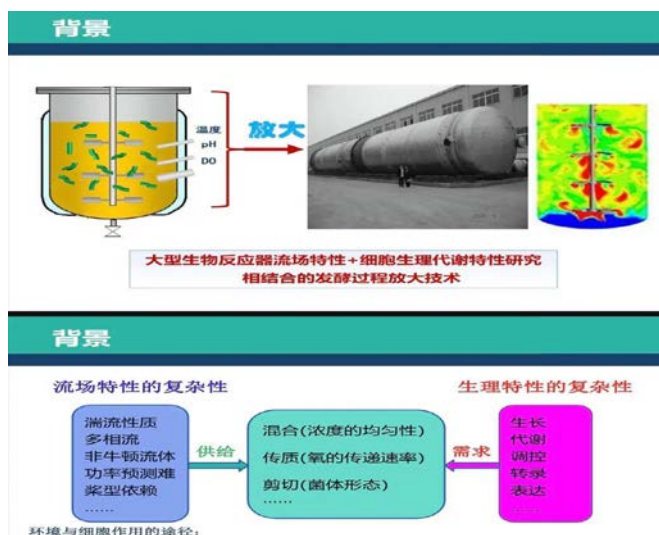 背景
温度
pH
DO
放大
大型生物反应器流场特性+细胞生理代谢特性研究
相结合的发酵过程放大技术
背景
流场特性的复杂性
生理特性的复杂性
湍流性质
多相流
非牛顿流体
功率预测难
桨型依赖
......
供给
混合(浓度的均匀性)
传质(氧的传递速率)
剪切(菌体形态)
......
需求
生长
代谢
调控
转录
表达
......
环境与细胞作用的途径: